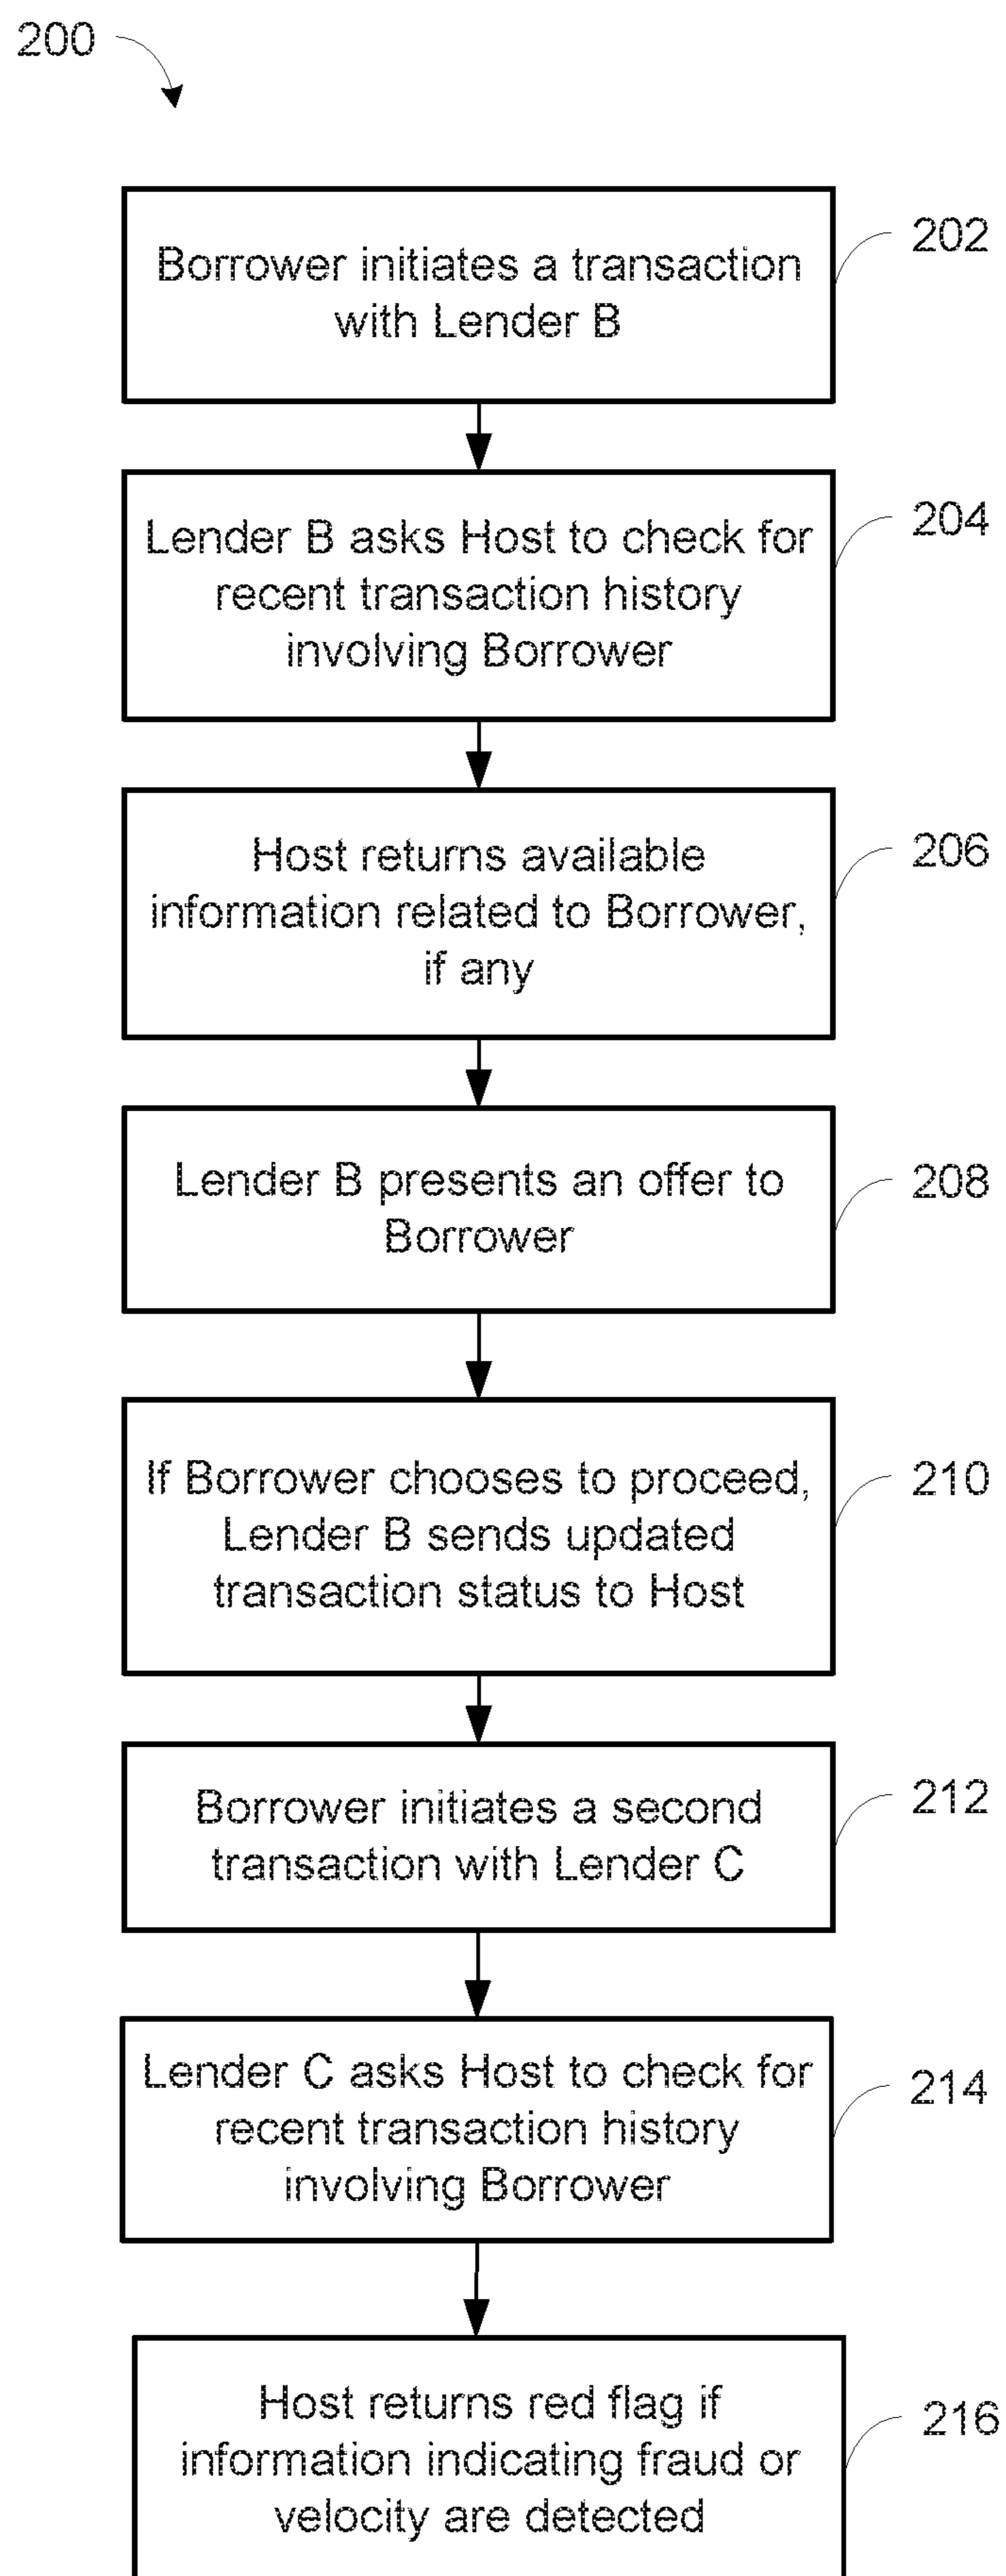 200
Borrower initiates a transaction
with Lender B
202
Lender B asks Host to check for
recent transaction history
involving Borrower
204
Host returns available
information related to Borrower,
if any
206
Lender B presents an offer to
Borrower
208
If Borrower chooses to proceed,
Lender B sends updated
transaction status to Host
210
Borrower initiates a second
transaction with Lender C
212
Lender C asks Host to check for
recent transaction history
involving Borrower
214
Host returns red flag if
information indicating fraud or
velocity are detected
216